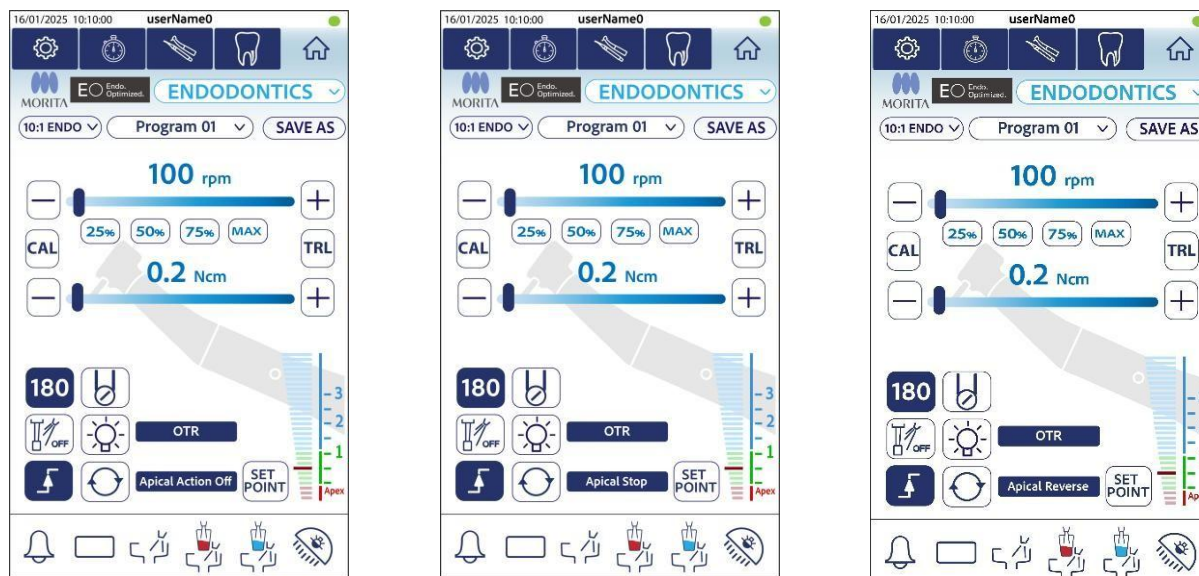 16/01/2025 10:10:00 userName0
MORITA EO Endo. Optimized. ENDODONTICS
10:1 ENDO Program 01 SAVE AS
100 rpm
25% 50% 75% MAX
CAL TRL
0.2 Ncm
180
3
2
OFF OTR
1
Apical Action Off SET POINT
Apex
16/01/2025 10:10:00 userName0
MORITA EO Endo. Optimized. ENDODONTICS
10:1 ENDO Program 01 SAVE AS
100 rpm
25% 50% 75% MAX
CAL TRL
0.2 Ncm
180
3
2
OFF OTR
1
Apical Stop SET POINT
Apex
16/01/2025 10:10:00 userName0
MORITA EO Endo. Optimized. ENDODONTICS
10:1 ENDO Program 01 SAVE AS
100 rpm
25% 50% 75% MAX
CAL TRL
0.2 Ncm
180
OFF OTR
Apical Reverse SET POINT
Ap